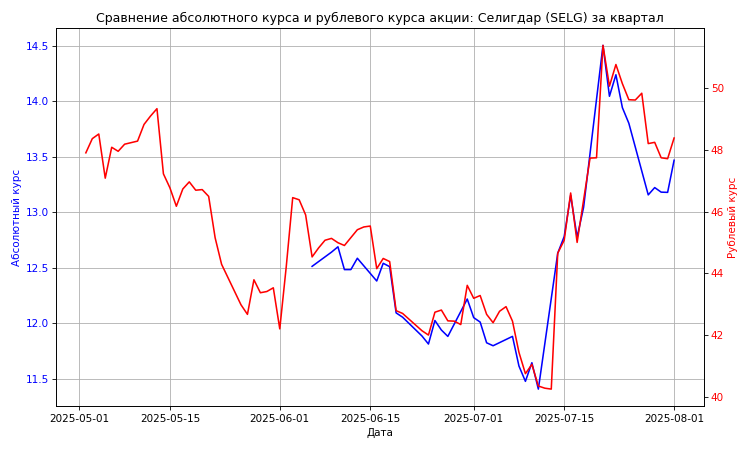 Сравнение абсолютного курса и рублевого курса акции: Селигдар (SELG) за квартал
14.5
14.0
13.5
13.0
12.5
12.0
11.5
Абсолютный курс
50
48
46
44
42
40
Рублевый курс
2025-05-01 2025-05-15 2025-06-01 2025-06-15 2025-07-01 2025-07-15 2025-08-01
Дата